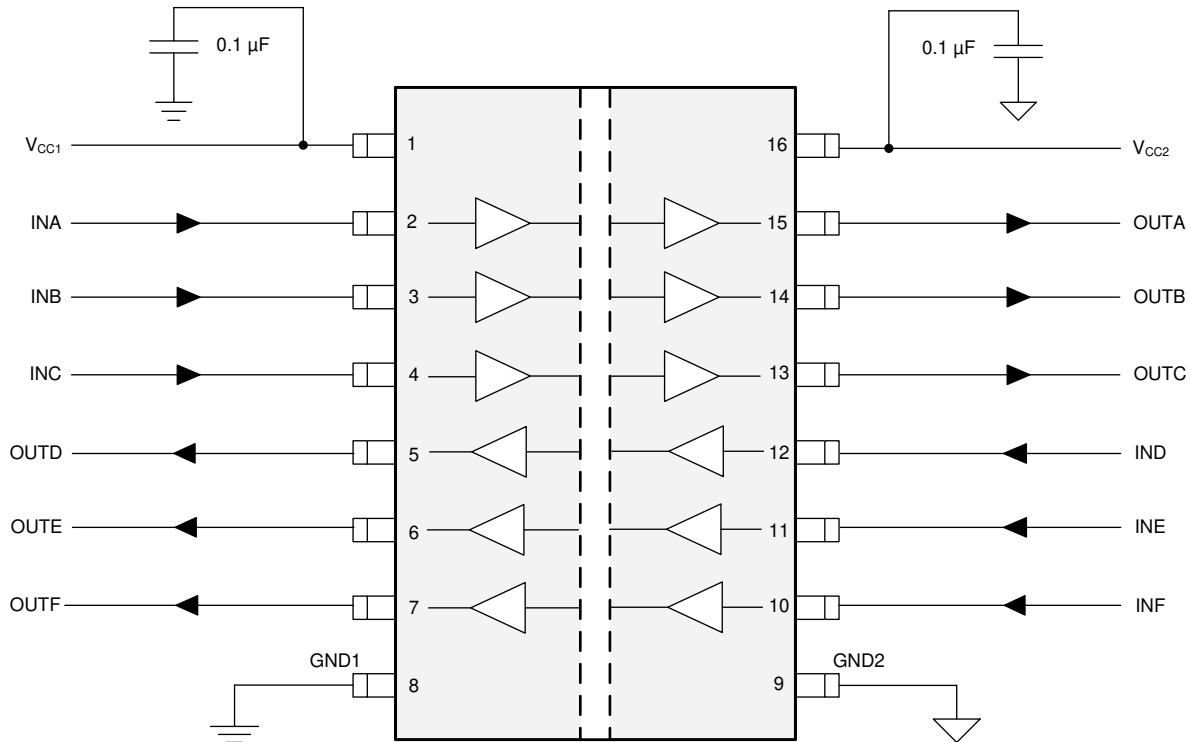 0.1 µF 0.1 µF
VCC1 1 16 VCC2
INA 2 15 OUTA
INB 3 14 OUTB
INC 4 13 OUTC
OUTD 5 12 IND
OUTE 6 11 INE
OUTF 7 10 INF
GND1 GND2
8 9